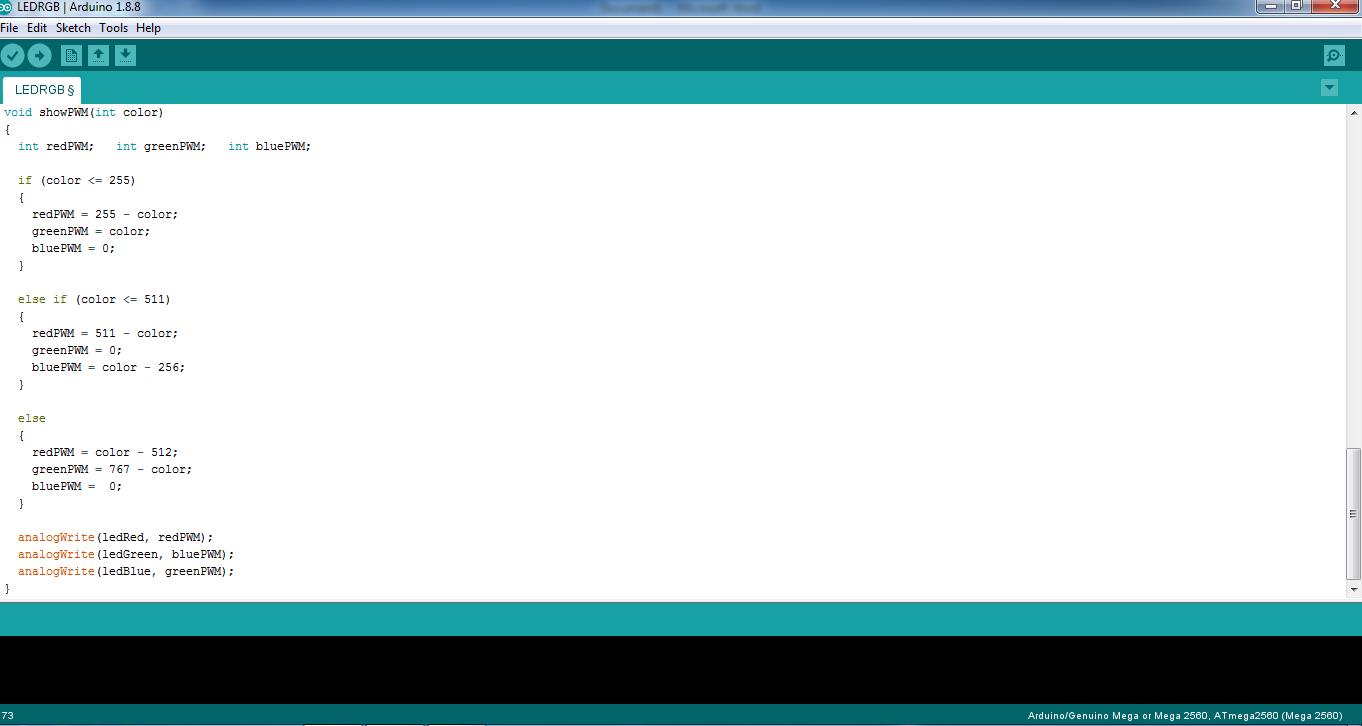 LEDRGB | Arduino 1.8.8
File Edit Sketch Tools Help
LEDRGB §
void showPWM(int color)
{
  int redPWM;   int greenPWM;   int bluePWM;

  if (color <= 255)
  {
    redPWM = 255 - color;
    greenPWM = color;
    bluePWM = 0;
  }

  else if (color <= 511)
  {
    redPWM = 511 - color;
    greenPWM = 0;
    bluePWM = color - 256;
  }

  else
  {
    redPWM = color - 512;
    greenPWM = 767 - color;
    bluePWM =  0;
  }

  analogWrite(ledRed, redPWM);
  analogWrite(ledGreen, bluePWM);
  analogWrite(ledBlue, greenPWM);
}
73
Arduino/Genuino Mega or Mega 2560, ATmega2560 (Mega 2560)